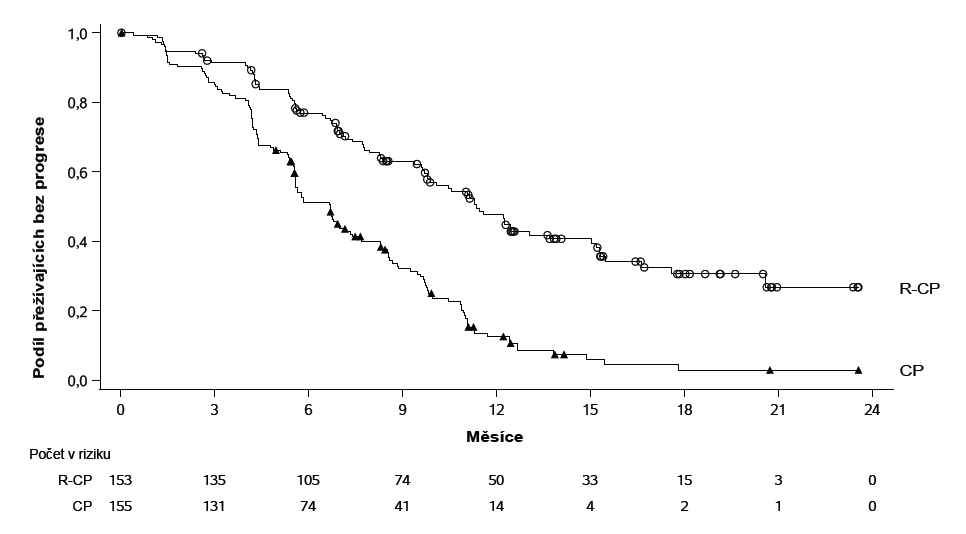 Podíl přežívajících bez progrese
1,0
0,8
0,6
0,4
0,2
0,0
R-CP
CP
0 3 6 9 12 15 18 21 24
Měsíce
Počet v riziku
R-CP 153 135 105 74 50 33 15 3 0
CP 155 131 74 41 14 4 2 1 0